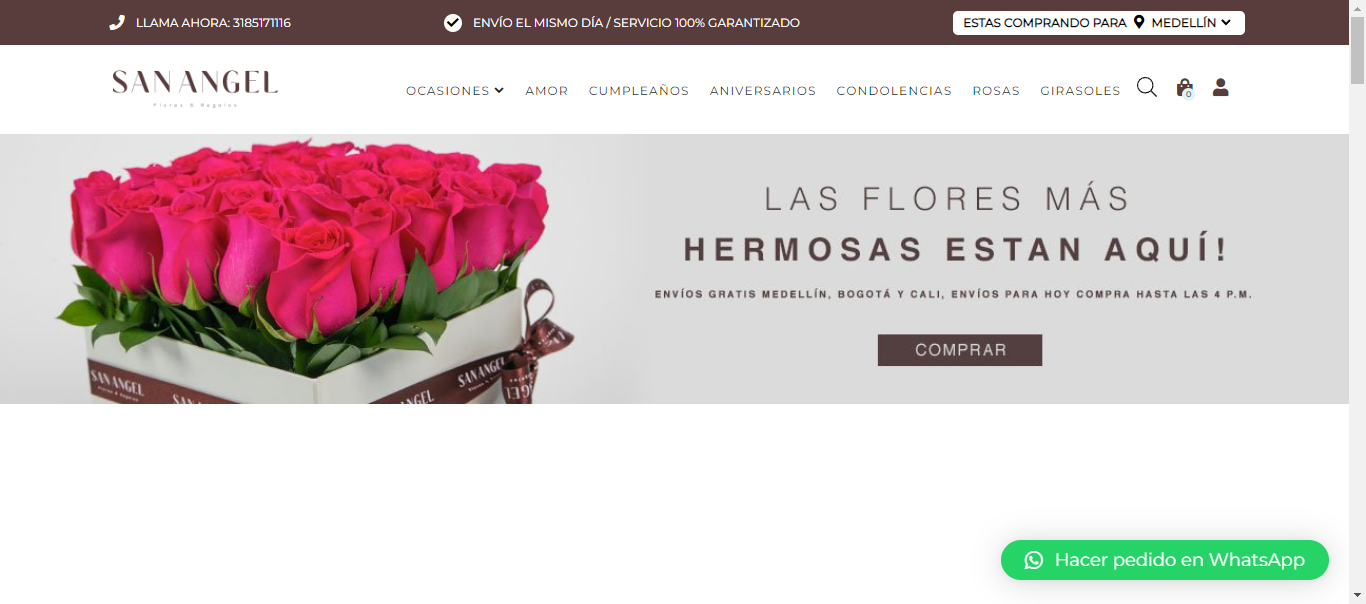 LLAMA AHORA: 3185171116
ENVÍO EL MISMO DÍA / SERVICIO 100% GARANTIZADO
ESTAS COMPRANDO PARA MEDELLÍN
SAN ANGEL
Flores & Regalos
OCASIONES AMOR CUMPLEAÑOS ANIVERSARIOS CONDOLENCIAS ROSAS GIRASOLES
0
LAS FLORES MÁS
HERMOSAS ESTAN AQUÍ!
ENVÍOS GRATIS MEDELLÍN, BOGOTÁ Y CALI, ENVÍOS PARA HOY COMPRA HASTA LAS 4 P.M.
COMPRAR
SAN ANGEL
Flores & Regalos
SAN
SAN ANGEL
Hacer pedido en WhatsApp